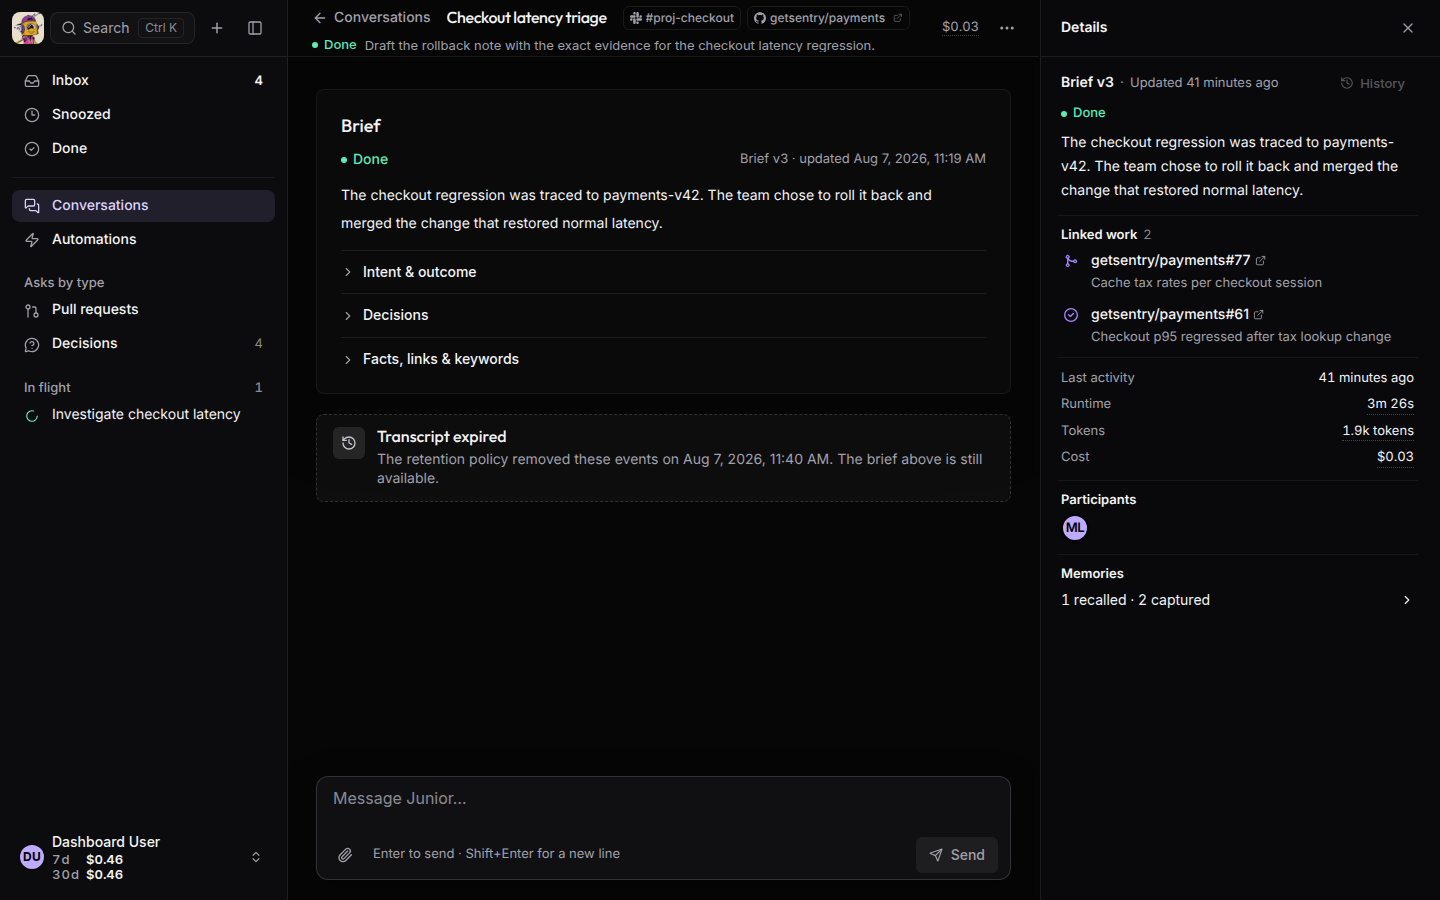 Search Ctrl K
Inbox 4
Snoozed
Done
Conversations
Automations
Asks by type
Pull requests
Decisions 4
In flight 1
Investigate checkout latency
DU Dashboard User
7d $0.46
30d $0.46
Conversations Checkout latency triage #proj-checkout getsentry/payments $0.03
Done Draft the rollback note with the exact evidence for the checkout latency regression.
Brief
Done Brief v3 · updated Aug 7, 2026, 11:19 AM
The checkout regression was traced to payments-v42. The team chose to roll it back and
merged the change that restored normal latency.
Intent & outcome
Decisions
Facts, links & keywords
Transcript expired
The retention policy removed these events on Aug 7, 2026, 11:40 AM. The brief above is still
available.
Message Junior...
Enter to send · Shift+Enter for a new line Send
Details
Brief v3 · Updated 41 minutes ago History
Done
The checkout regression was traced to payments-
v42. The team chose to roll it back and merged the
change that restored normal latency.
Linked work 2
getsentry/payments#77
Cache tax rates per checkout session
getsentry/payments#61
Checkout p95 regressed after tax lookup change
Last activity 41 minutes ago
Runtime 3m 26s
Tokens 1.9k tokens
Cost $0.03
Participants
ML
Memories
1 recalled · 2 captured